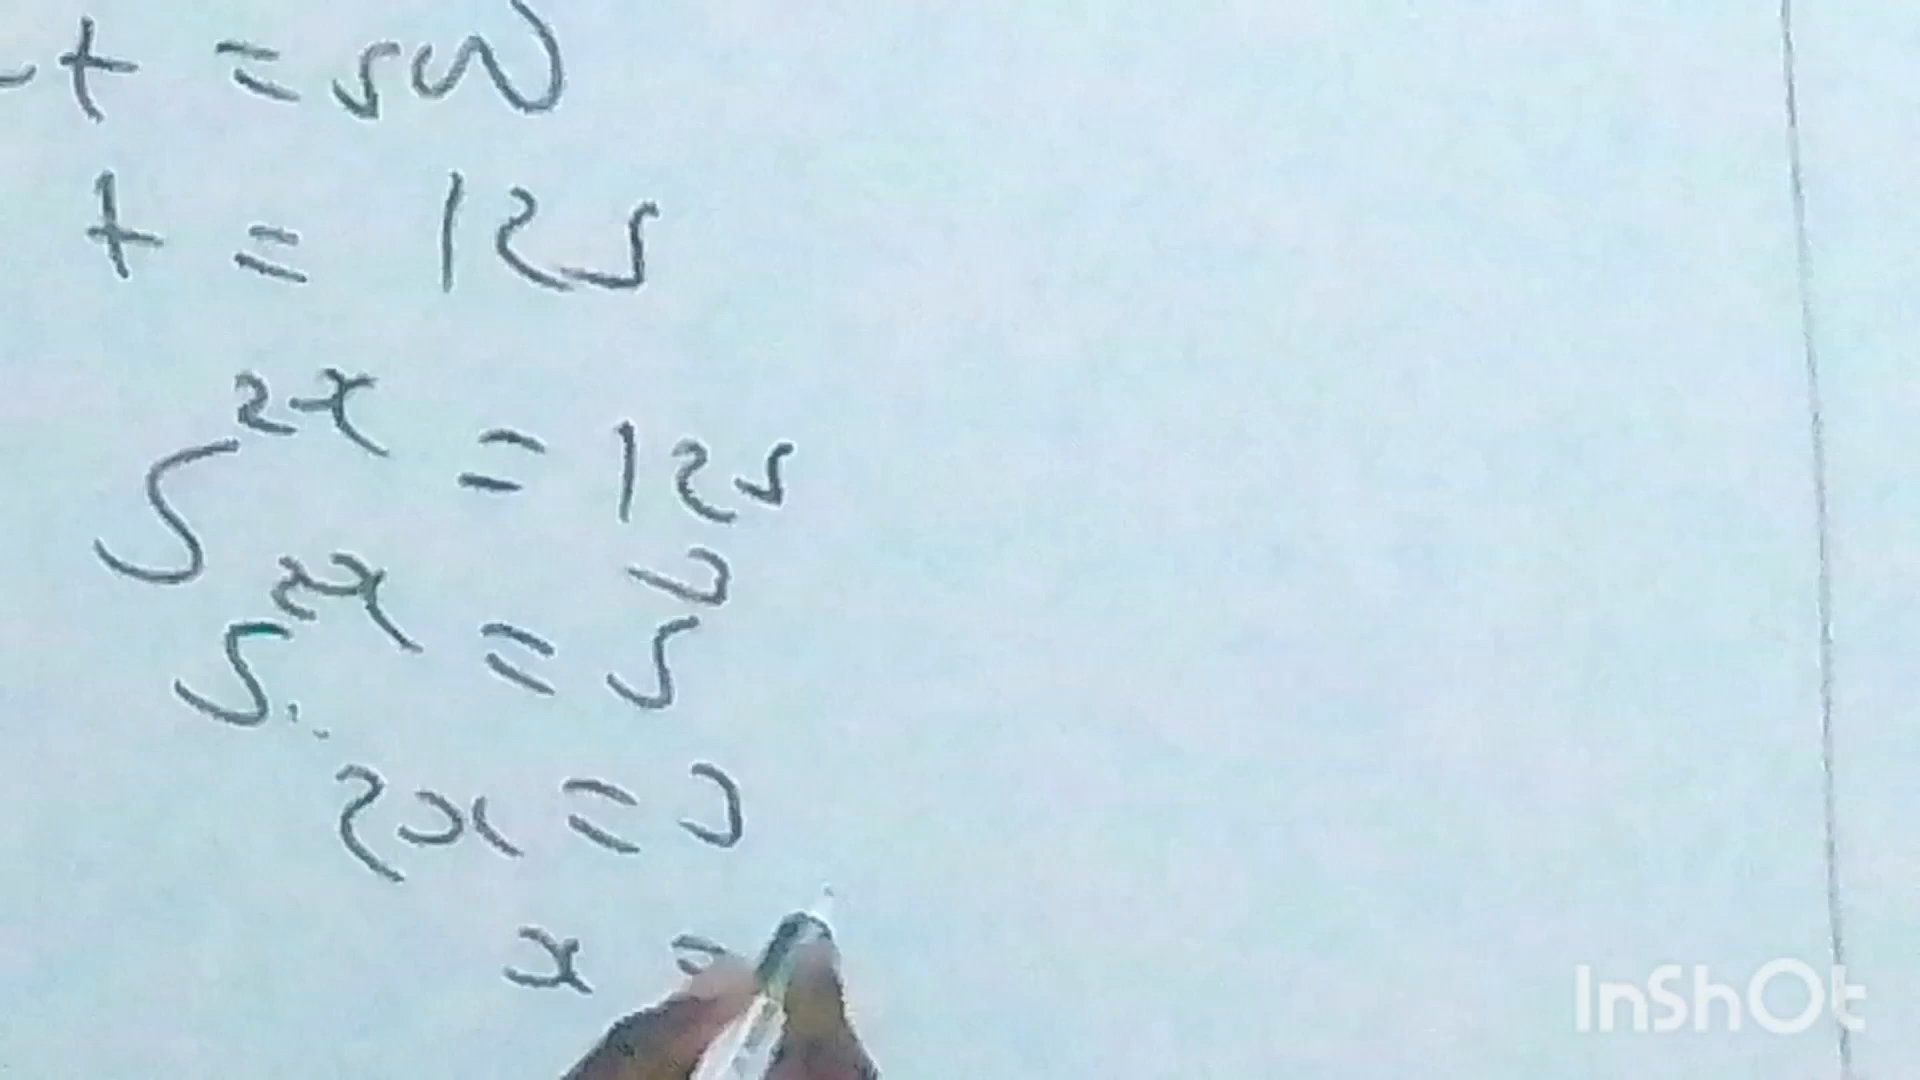 t = 500
t = 125
5^{2x} = 125
5^{2x} = 5^3
2x = 3
x =
InShOt